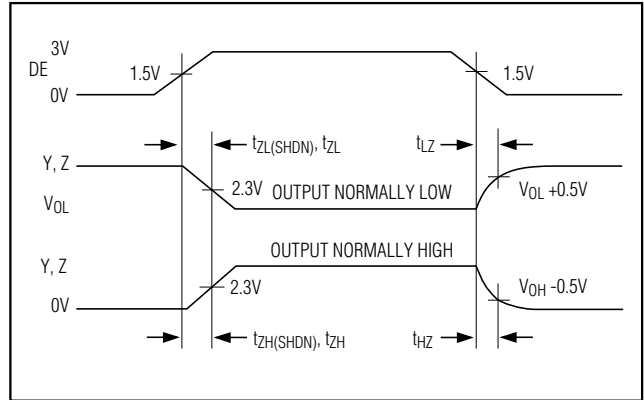 3V
DE
1.5V
1.5V
0V
tZL(SHDN), tZL
tLZ
Y, Z
2.3V
OUTPUT NORMALLY LOW
VOL +0.5V
VOL
OUTPUT NORMALLY HIGH
Y, Z
2.3V
VOH -0.5V
0V
tZH(SHDN), tZH
tHZ